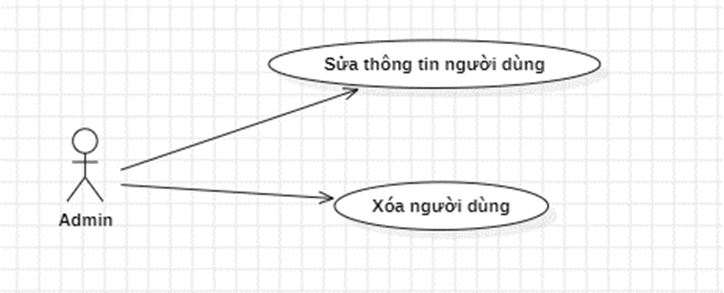 Sửa thông tin người dùng
Xóa người dùng
Admin